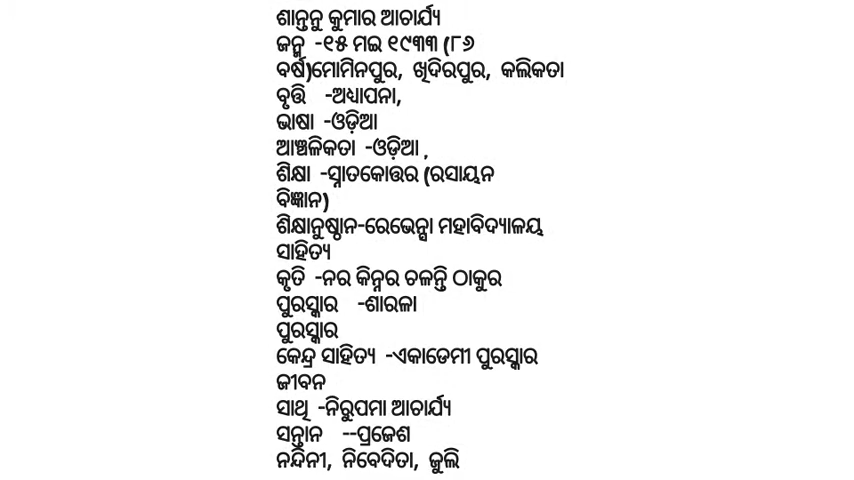 ଶାନ୍ତନୁ କୁମାର ଆଚାର୍ଯ୍ୟ
ଜନ୍ମ -୧୫ ମଇ ୧୯୩୩ (୮୬
ବର୍ଷ)ମୋମିନପୁର, ଖିଦିରପୁର, କଲିକତା
ବୃତ୍ତି -ଅଧ୍ୟାପନା,
ଭାଷା -ଓଡ଼ିଆ
ଆଞ୍ଚଳିକତା -ଓଡ଼ିଆ ,
ଶିକ୍ଷା -ସ୍ନାତକୋତ୍ତର (ରସାୟନ
ବିଜ୍ଞାନ)
ଶିକ୍ଷାନୁଷ୍ଠାନ-ରେଭେନ୍ସା ମହାବିଦ୍ୟାଳୟ
ସାହିତ୍ୟ
କୃତି -ନର କିନ୍ନର ଚଳନ୍ତି ଠାକୁର
ପୁରସ୍କାର -ଶାରଳା
ପୁରସ୍କାର
କେନ୍ଦ୍ର ସାହିତ୍ୟ -ଏକାଡେମୀ ପୁରସ୍କାର
ଜୀବନ
ସାଥି -ନିରୁପମା ଆଚାର୍ଯ୍ୟ
ସନ୍ତାନ --ପ୍ରଜେଶ
ନନ୍ଦିନୀ, ନିବେଦିତା, ଜୁଲି